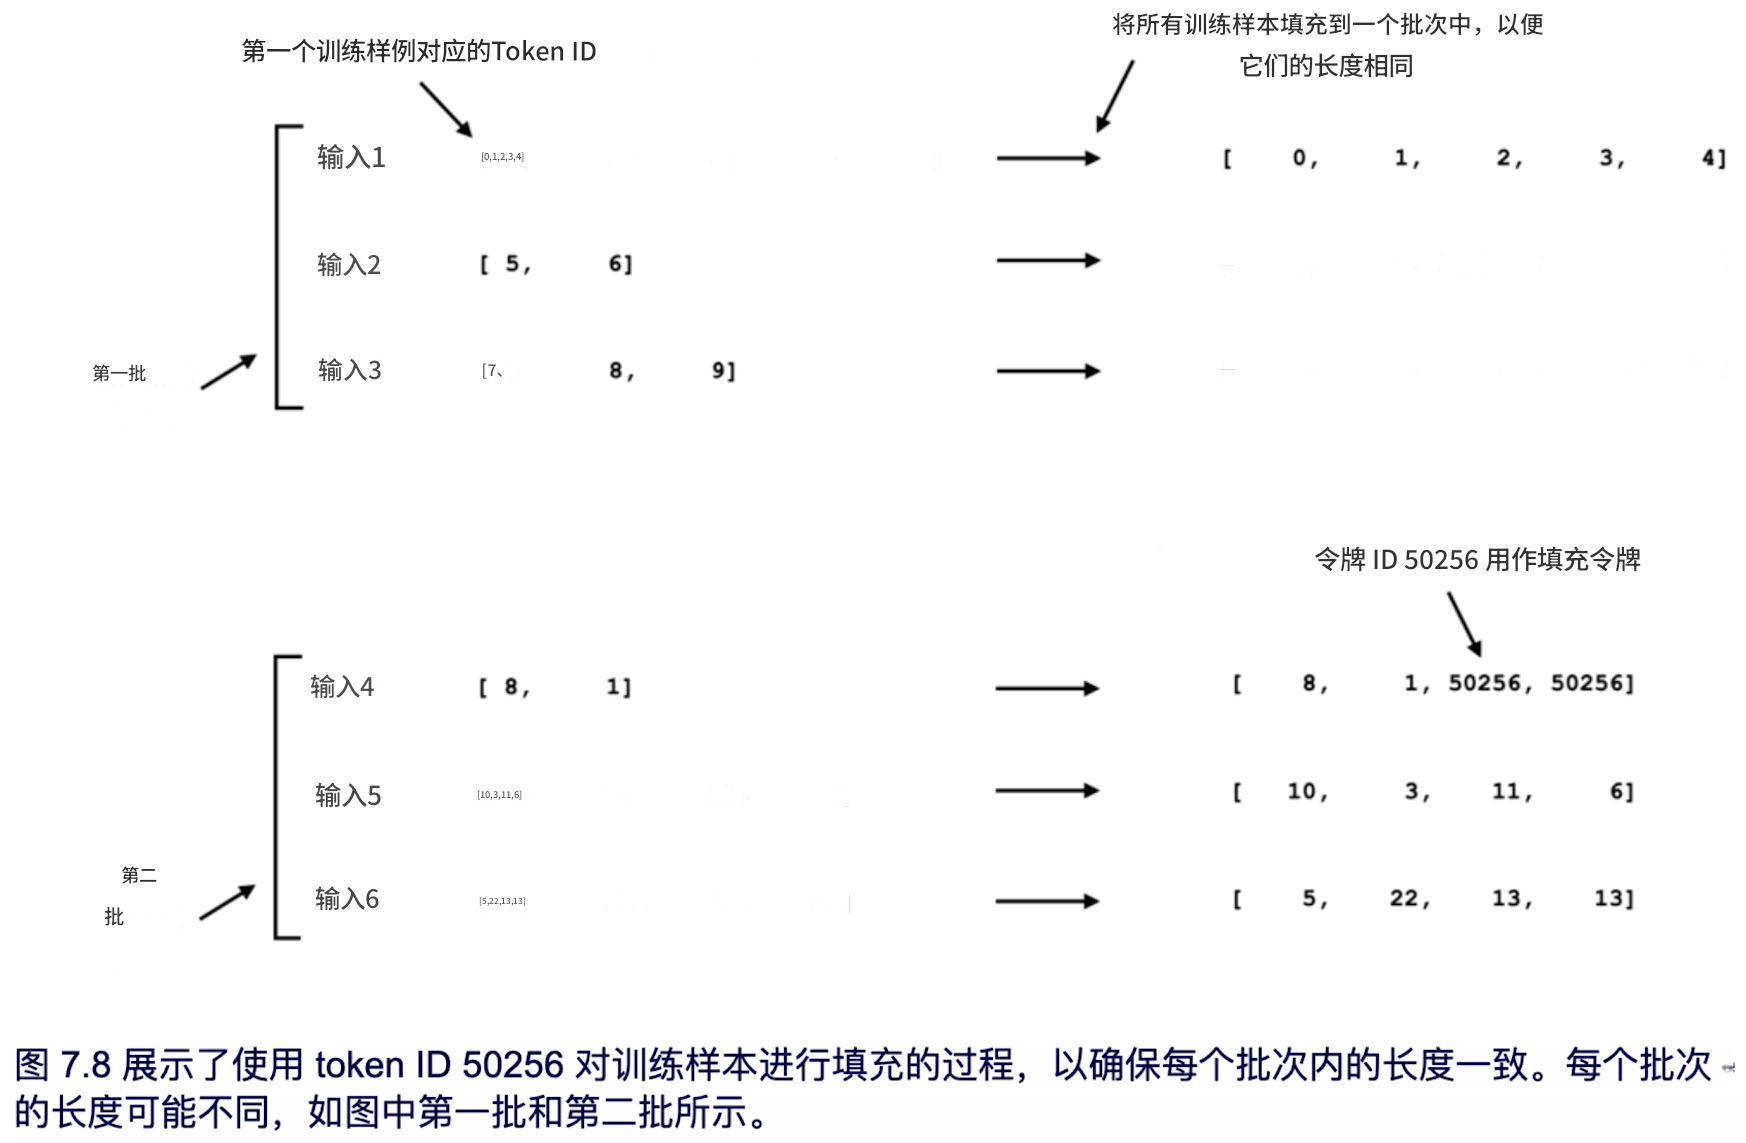 第一个训练样例对应的Token ID
将所有训练样本填充到一个批次中，以便
它们的长度相同
输入1 [0,1,2,3,4] [ 0, 1, 2, 3, 4]
输入2 [ 5, 6]
输入3 [7、 8, 9]
第一批
令牌 ID 50256 用作填充令牌
输入4 [ 8, 1] [ 8, 1, 50256, 50256]
输入5 [10,3,11,6] [ 10, 3, 11, 6]
输入6 [5,22,13,13] [ 5, 22, 13, 13]
第二
批
图 7.8 展示了使用 token ID 50256 对训练样本进行填充的过程，以确保每个批次内的长度一致。每个批次
的长度可能不同，如图中第一批和第二批所示。